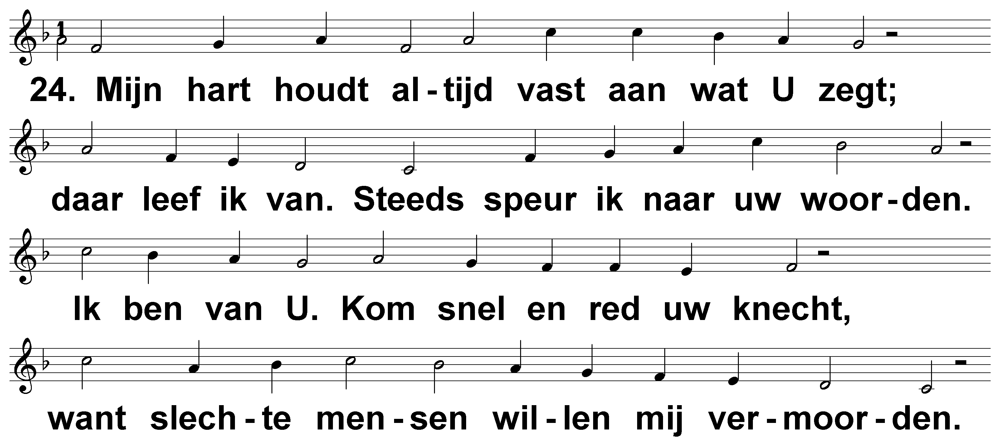 1
24. Mijn hart houdt al-tijd vast aan wat U zegt;
daar leef ik van. Steeds speur ik naar uw woor-den.
Ik ben van U. Kom snel en red uw knecht,
want slech-te men-sen wil-len mij ver-moor-den.